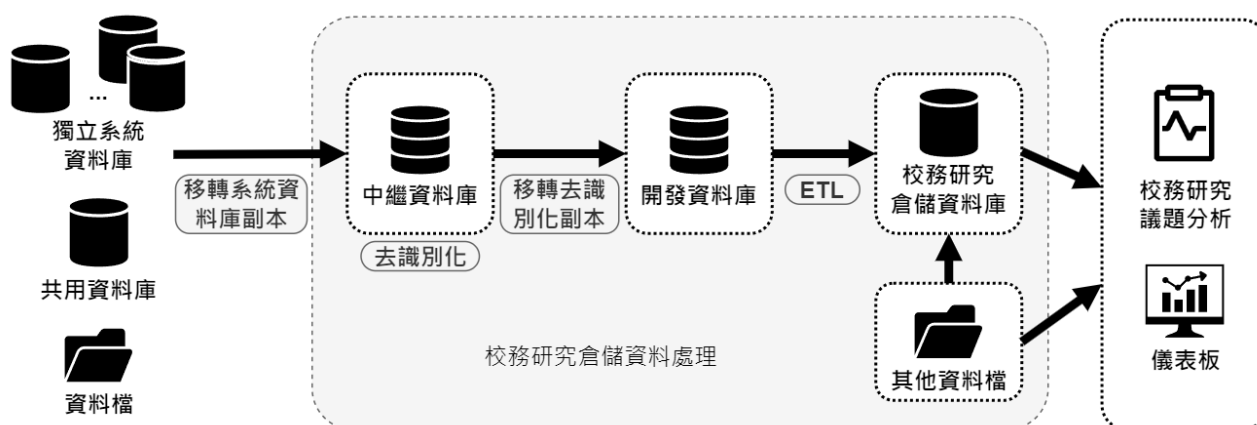 ...
獨立系統
資料庫
共用資料庫
資料檔
移轉系統資
料庫副本
中繼資料庫
去識別化
移轉去識
別化副本
開發資料庫
ETL
校務研究
倉儲資料庫
其他資料檔
校務研究倉儲資料處理
校務研究
議題分析
儀表板